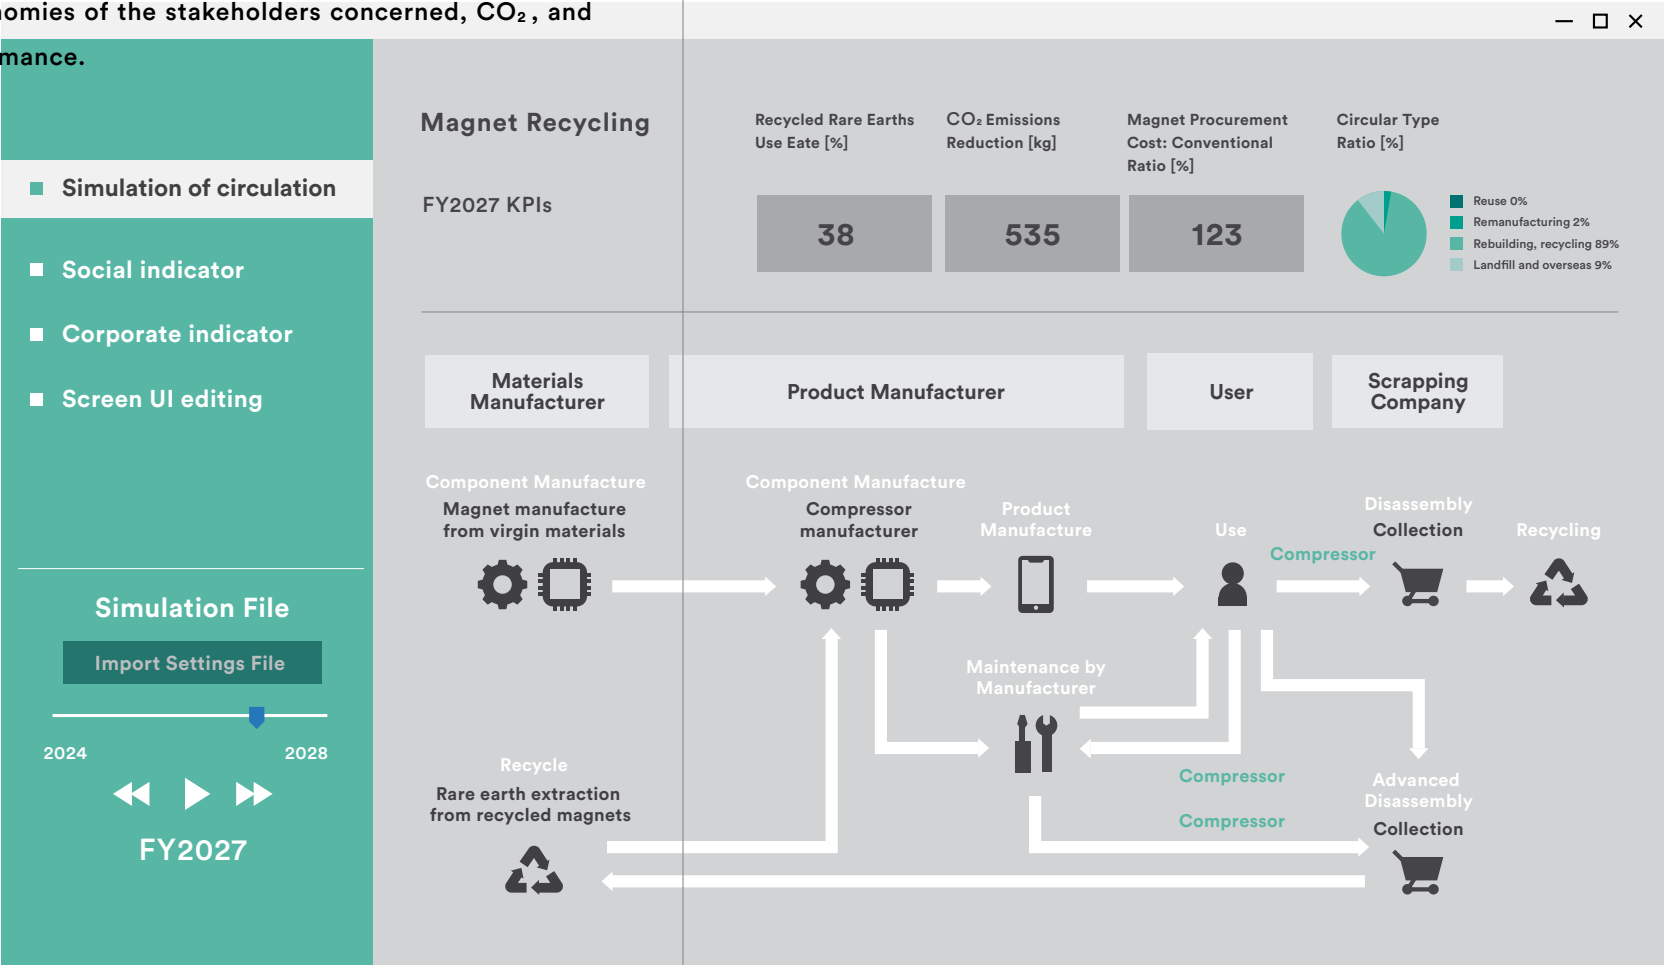 nomies of the stakeholders concerned, CO₂, and
mance.
Simulation of circulation
Social indicator
Corporate indicator
Screen UI editing
Simulation File
Import Settings File
2024
2028
FY2027
Magnet Recycling
FY2027 KPIs
Recycled Rare Earths
Use Eate [%]
38
CO₂ Emissions
Reduction [kg]
535
Magnet Procurement
Cost: Conventional
Ratio [%]
123
Circular Type
Ratio [%]
Reuse 0%
Remanufacturing 2%
Rebuilding, recycling 89%
Landfill and overseas 9%
Materials
Manufacturer
Product Manufacturer
User
Scrapping
Company
Component Manufacture
Magnet manufacture
from virgin materials
Component Manufacture
Compressor
manufacturer
Product
Manufacture
Use
Compressor
Disassembly
Collection
Recycling
Maintenance by
Manufacturer
Recycle
Rare earth extraction
from recycled magnets
Compressor
Compressor
Advanced
Disassembly
Collection